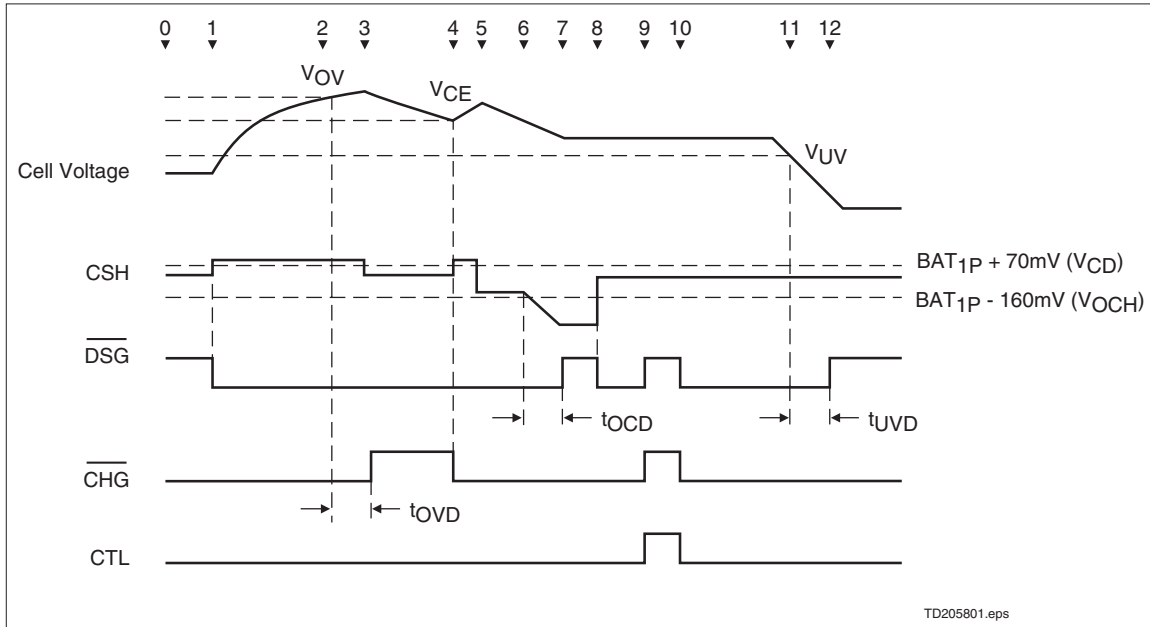 0 1 2 3 4 5 6 7 8 9 10 11 12
VOV
VCE
Cell Voltage
VUV
CSH
BAT1P + 70mV (VCD)
BAT1P - 160mV (VOCH)
DSG
tOCD
tUVD
CHG
tOVD
CTL
TD205801.eps